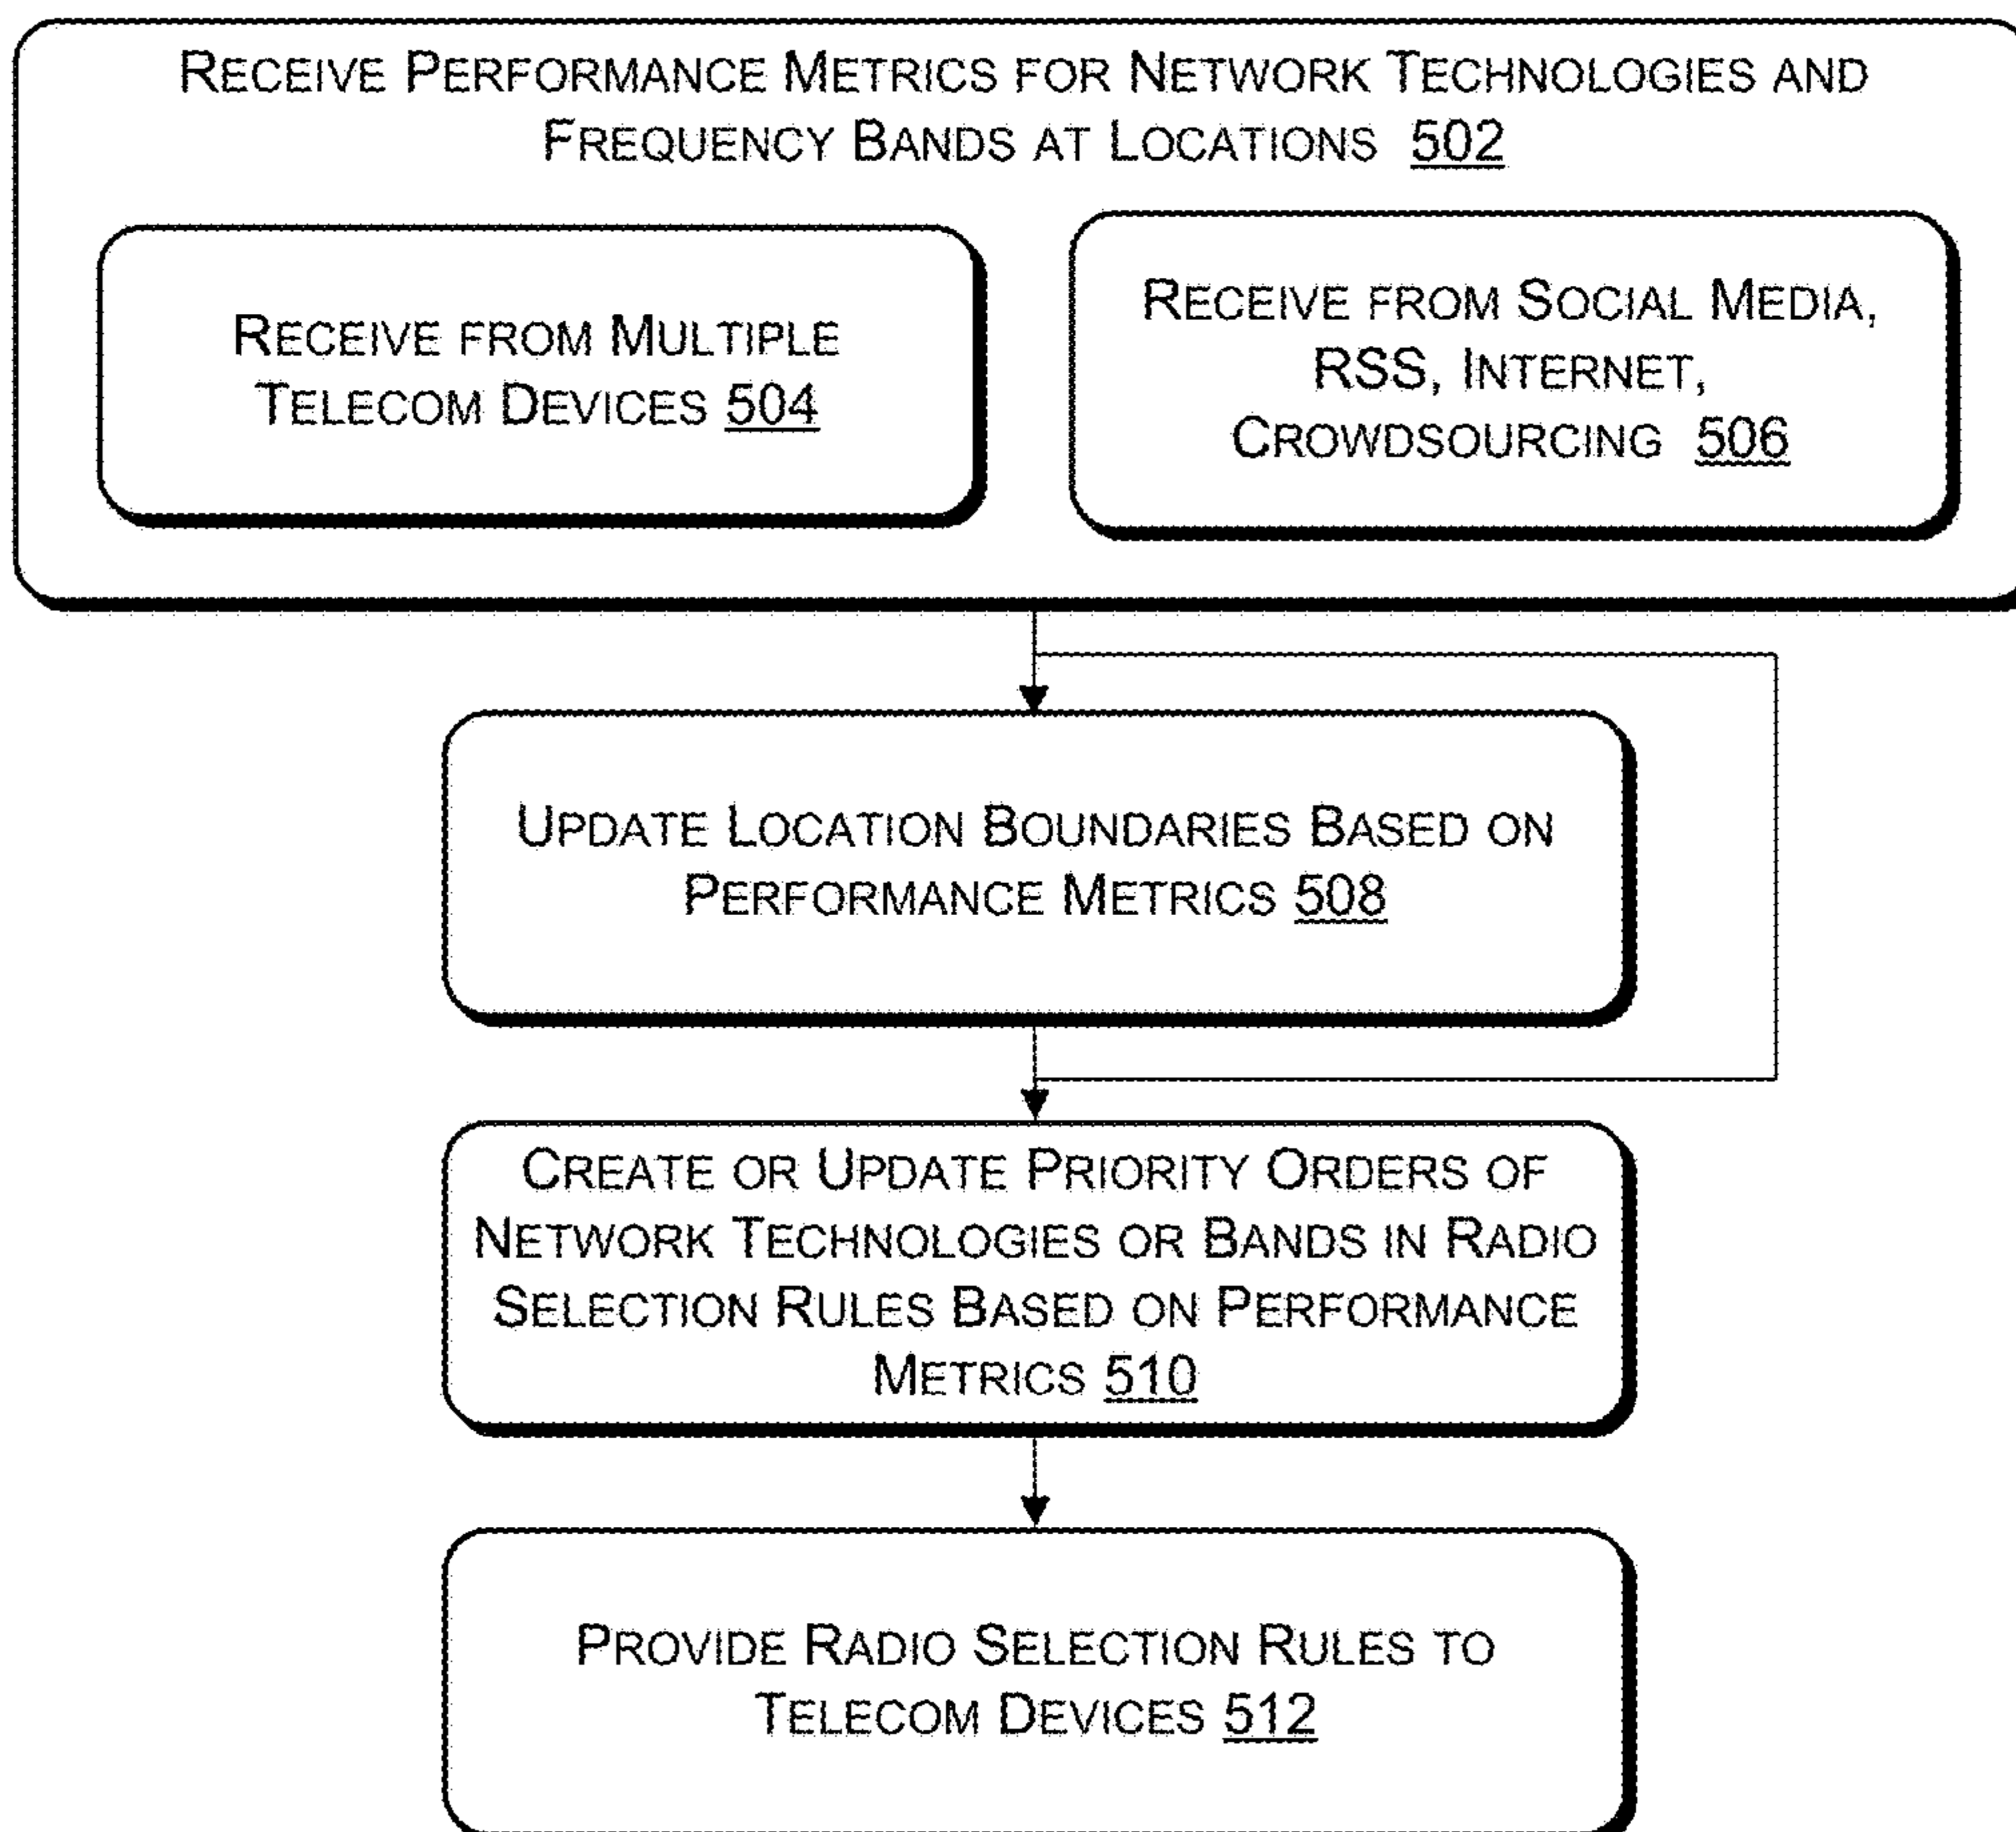 RECEIVE PERFORMANCE METRICS FOR NETWORK TECHNOLOGIES AND
FREQUENCY BANDS AT LOCATIONS 502
RECEIVE FROM MULTIPLE
TELECOM DEVICES 504
RECEIVE FROM SOCIAL MEDIA,
RSS, INTERNET,
CROWDSOURCING 506
UPDATE LOCATION BOUNDARIES BASED ON
PERFORMANCE METRICS 508
CREATE OR UPDATE PRIORITY ORDERS OF
NETWORK TECHNOLOGIES OR BANDS IN RADIO
SELECTION RULES BASED ON PERFORMANCE
METRICS 510
PROVIDE RADIO SELECTION RULES TO
TELECOM DEVICES 512